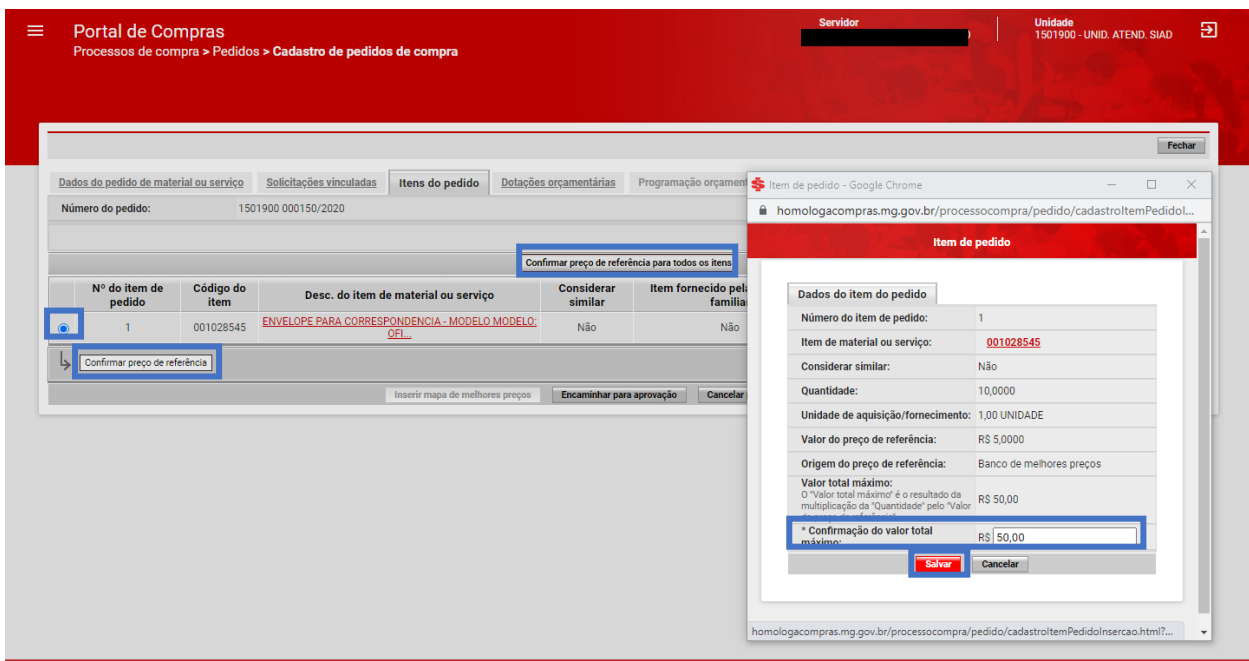 Portal de Compras
Processos de compra > Pedidos > Cadastro de pedidos de compra
Servidor
Unidade
1501900 - UNID. ATEND. SIAD
Fechar
Dados do pedido de material ou serviço Solicitações vinculadas Itens do pedido Dotações orçamentárias
Programação
Número do pedido: 1501900 000150/2020
Confirmar preço de referência para todos os itens
Nº do item de pedido
Código do item
Desc. do item de material ou serviço
Considerar similar
Item fornecido
1 001028545 ENVELOPE PARA CORRESPONDENCIA - MODELO MODELO:
OFI... Não Não
Confirmar preço de referência
Inserir mapa de melhores preços Encaminhar para aprovação Cancelar
Item de pedido - Google Chrome
homologacompras.mg.gov.br/processocompra/pedido/cadastroItemPedidoI...
Item de pedido
Dados do item do pedido
Número do item de pedido: 1
Item de material ou serviço: 001028545
Considerar similar: Não
Quantidade: 10,0000
Unidade de aquisição/fornecimento: 1,00 UNIDADE
Valor do preço de referência: R$ 5,0000
Origem do preço de referência: Banco de melhores preços
Valor total máximo:
O "Valor total máximo" é o resultado da
multiplicação da "Quantidade" pelo "Valor
R$ 50,00
* Confirmação do valor total
máximo: R$ 50,00
Salvar Cancelar
homologacompras.mg.gov.br/processocompra/pedido/cadastroItemPedidoInsercao.html?...